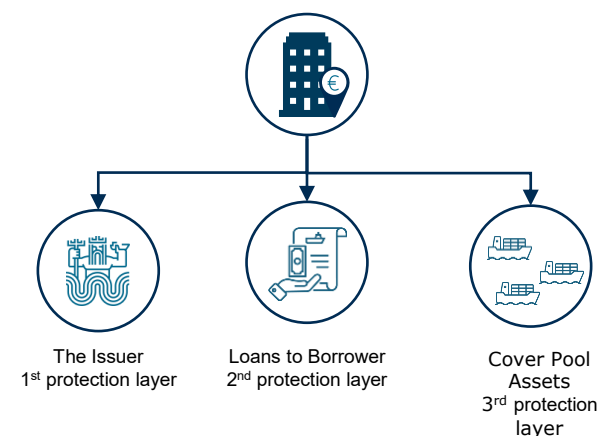 €
The Issuer
1st protection layer
Loans to Borrower
2nd protection layer
Cover Pool
Assets
3rd protection
layer